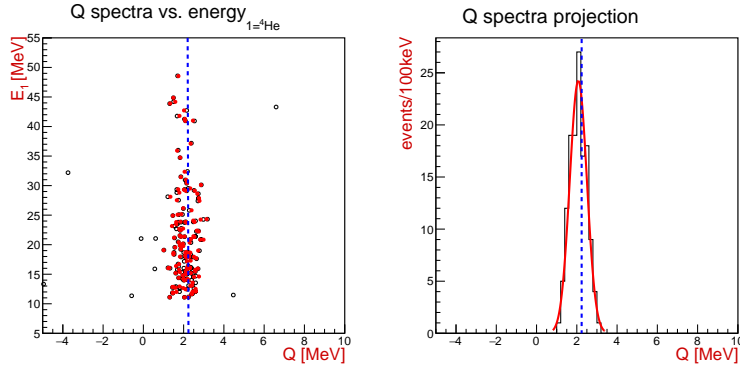 Q spectra vs. energy 1=⁴He
E₁ [MeV]
55
50
45
40
35
30
25
20
15
10
5
−4 −2 0 2 4 6 8 10
Q [MeV]
Q spectra projection
events/100keV
25
20
15
10
5
0
−4 −2 0 2 4 6 8 10
Q [MeV]